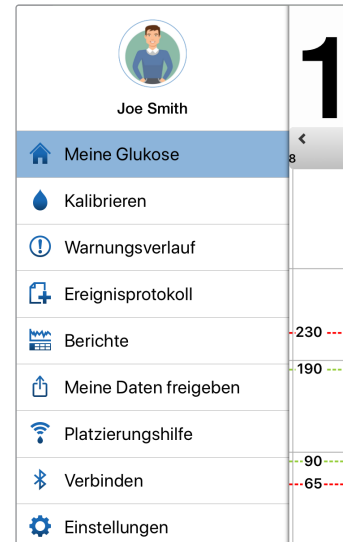 Joe Smith
Meine Glukose
Kalibrieren
Warnungsverlauf
Ereignisprotokoll
Berichte
Meine Daten freigeben
Platzierungshilfe
Verbinden
Einstellungen
1
8
230
190
90
65